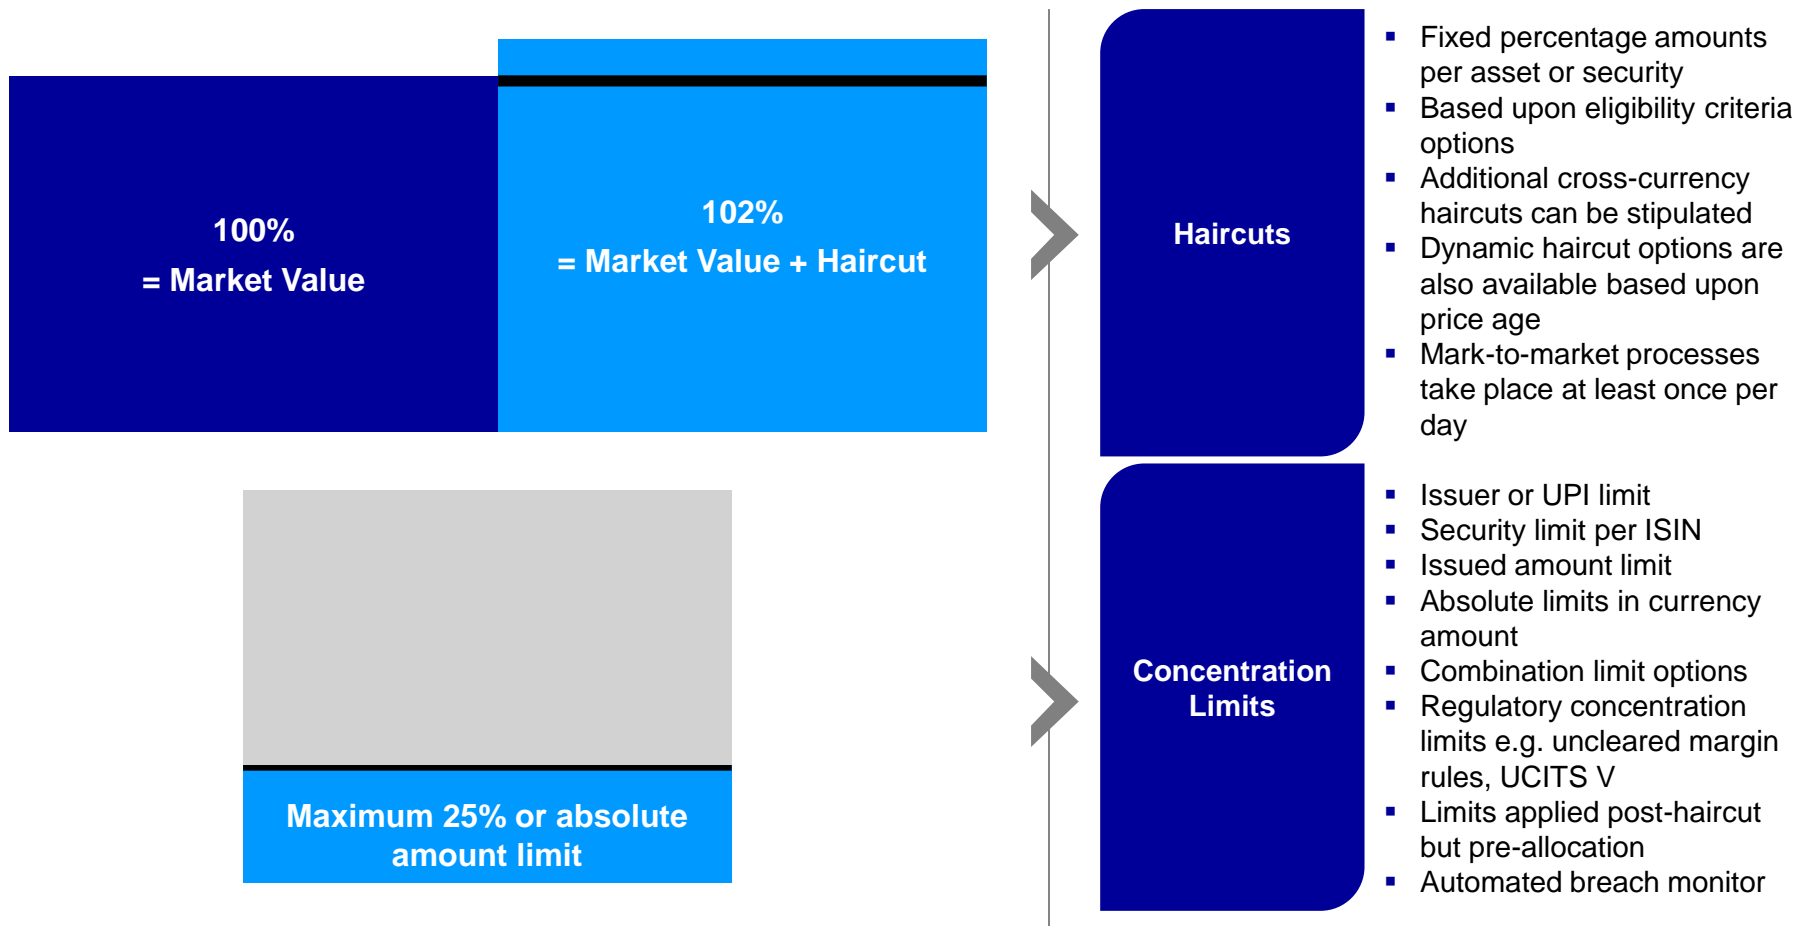 100%
= Market Value
102%
= Market Value + Haircut
Haircuts
▪ Fixed percentage amounts
per asset or security
▪ Based upon eligibility criteria
options
▪ Additional cross-currency
haircuts can be stipulated
▪ Dynamic haircut options are
also available based upon
price age
▪ Mark-to-market processes
take place at least once per
day
Maximum 25% or absolute
amount limit
Concentration
Limits
▪ Issuer or UPI limit
▪ Security limit per ISIN
▪ Issued amount limit
▪ Absolute limits in currency
amount
▪ Combination limit options
▪ Regulatory concentration
limits e.g. uncleared margin
rules, UCITS V
▪ Limits applied post-haircut
but pre-allocation
▪ Automated breach monitor